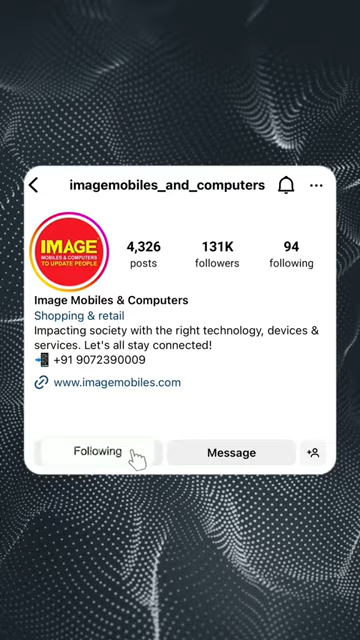 imagemobiles_and_computers
IMAGE
MOBILES & COMPUTERS
TO UPDATE PEOPLE
4,326 131K 94
posts followers following
Image Mobiles & Computers
Shopping & retail
Impacting society with the right technology, devices &
services. Let's all stay connected!
+91 9072390009
www.imagemobiles.com
Following Message